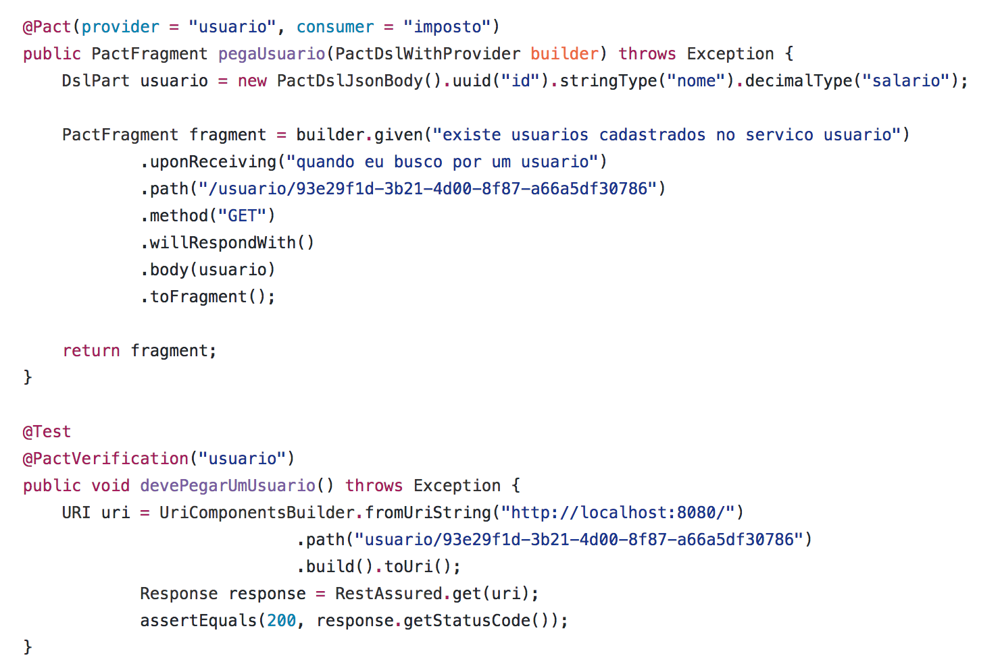 @Pact(provider = "usuario", consumer = "imposto")
public PactFragment pegaUsuario(PactDslWithProvider builder) throws Exception {
    DslPart usuario = new PactDslJsonBody().uuid("id").stringType("nome").decimalType("salario");

    PactFragment fragment = builder.given("existe usuarios cadastrados no servico usuario")
            .uponReceiving("quando eu busco por um usuario")
            .path("/usuario/93e29f1d-3b21-4d00-8f87-a66a5df30786")
            .method("GET")
            .willRespondWith()
            .body(usuario)
            .toFragment();

    return fragment;
}

@Test
@PactVerification("usuario")
public void devePegarUmUsuario() throws Exception {
    URI uri = UriComponentsBuilder.fromUriString("http://localhost:8080/")
                            .path("usuario/93e29f1d-3b21-4d00-8f87-a66a5df30786")
                            .build().toUri();
            Response response = RestAssured.get(uri);
            assertEquals(200, response.getStatusCode());
}